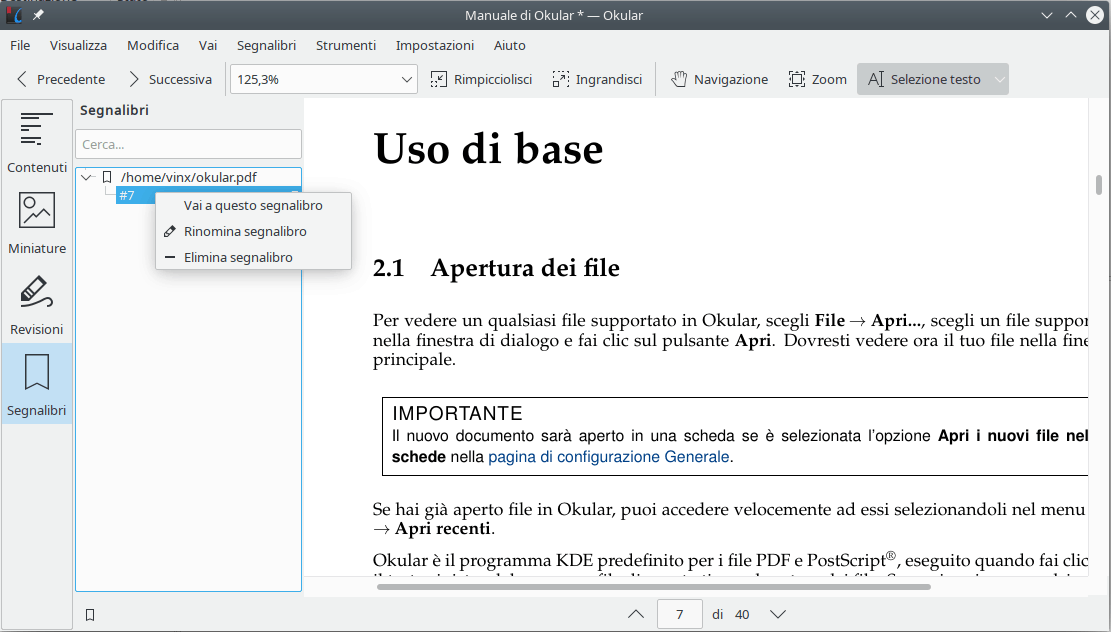 Manuale di Okular * — Okular
File Visualizza Modifica Vai Segnalibri Strumenti Impostazioni Aiuto
Precedente Successiva 125,3% Rimpicciolisci Ingrandisci Navigazione Zoom Selezione testo
Contenuti
Miniature
Revisioni
Segnalibri
Segnalibri
Cerca...
/home/vinx/okular.pdf
#7
Vai a questo segnalibro
Rinomina segnalibro
Elimina segnalibro
Uso di base
2.1 Apertura dei file
Per vedere un qualsiasi file supportato in Okular, scegli File → Apri..., scegli un file suppor
nella finestra di dialogo e fai clic sul pulsante Apri. Dovresti vedere ora il tuo file nella fine
principale.
IMPORTANTE
Il nuovo documento sarà aperto in una scheda se è selezionata l'opzione Apri i nuovi file nel
schede nella pagina di configurazione Generale.
Se hai già aperto file in Okular, puoi accedere velocemente ad essi selezionandoli nel menu
→ Apri recenti.
Okular è il programma KDE predefinito per i file PDF e PostScript®, eseguito quando fai clic
7 di 40